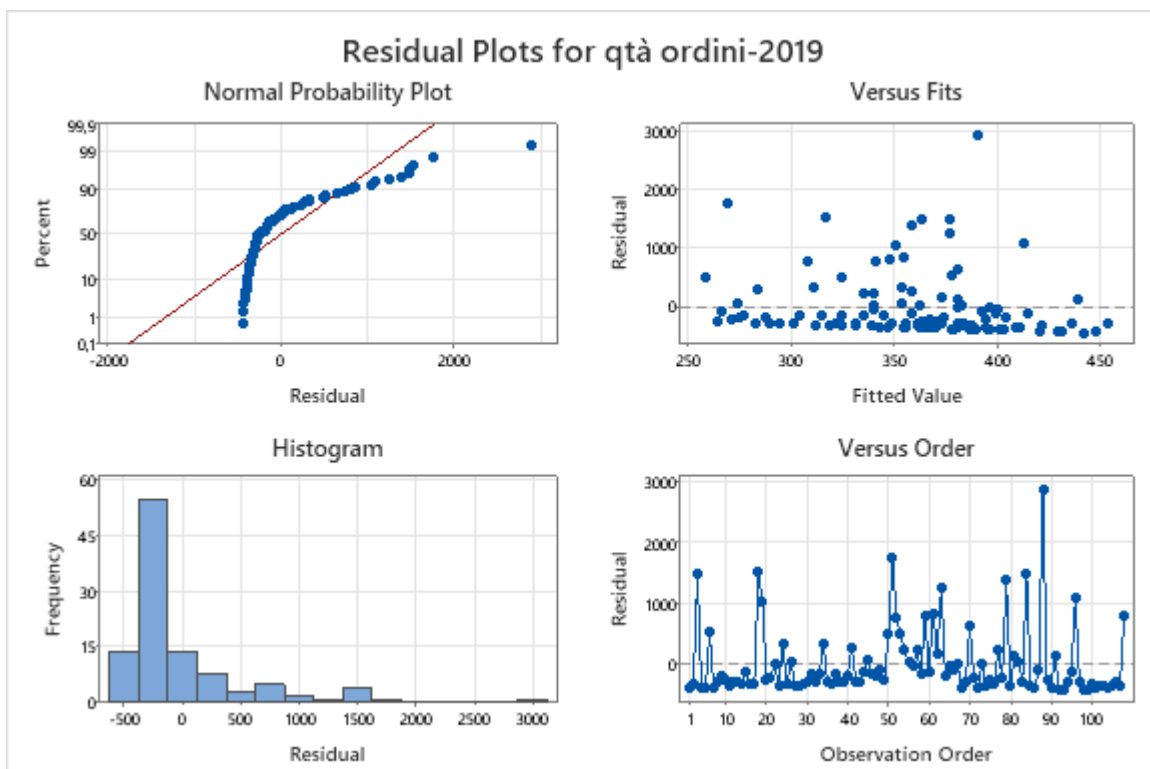 Residual Plots for qtà ordini-2019
Normal Probability Plot
Percent
99,9
99
90
50
10
1
0,1
-2000 0 2000
Residual
Versus Fits
Residual
3000
2000
1000
0
250 300 350 400 450
Fitted Value
Histogram
Frequency
60
45
30
15
0
-500 0 500 1000 1500 2000 2500 3000
Residual
Versus Order
Residual
3000
2000
1000
0
1 10 20 30 40 50 60 70 80 90 100
Observation Order